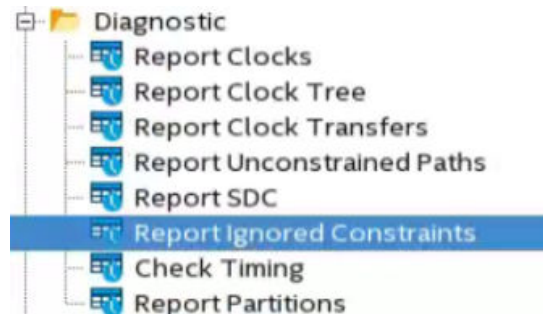 Diagnostic
Report Clocks
Report Clock Tree
Report Clock Transfers
Report Unconstrained Paths
Report SDC
Report Ignored Constraints
Check Timing
Report Partitions